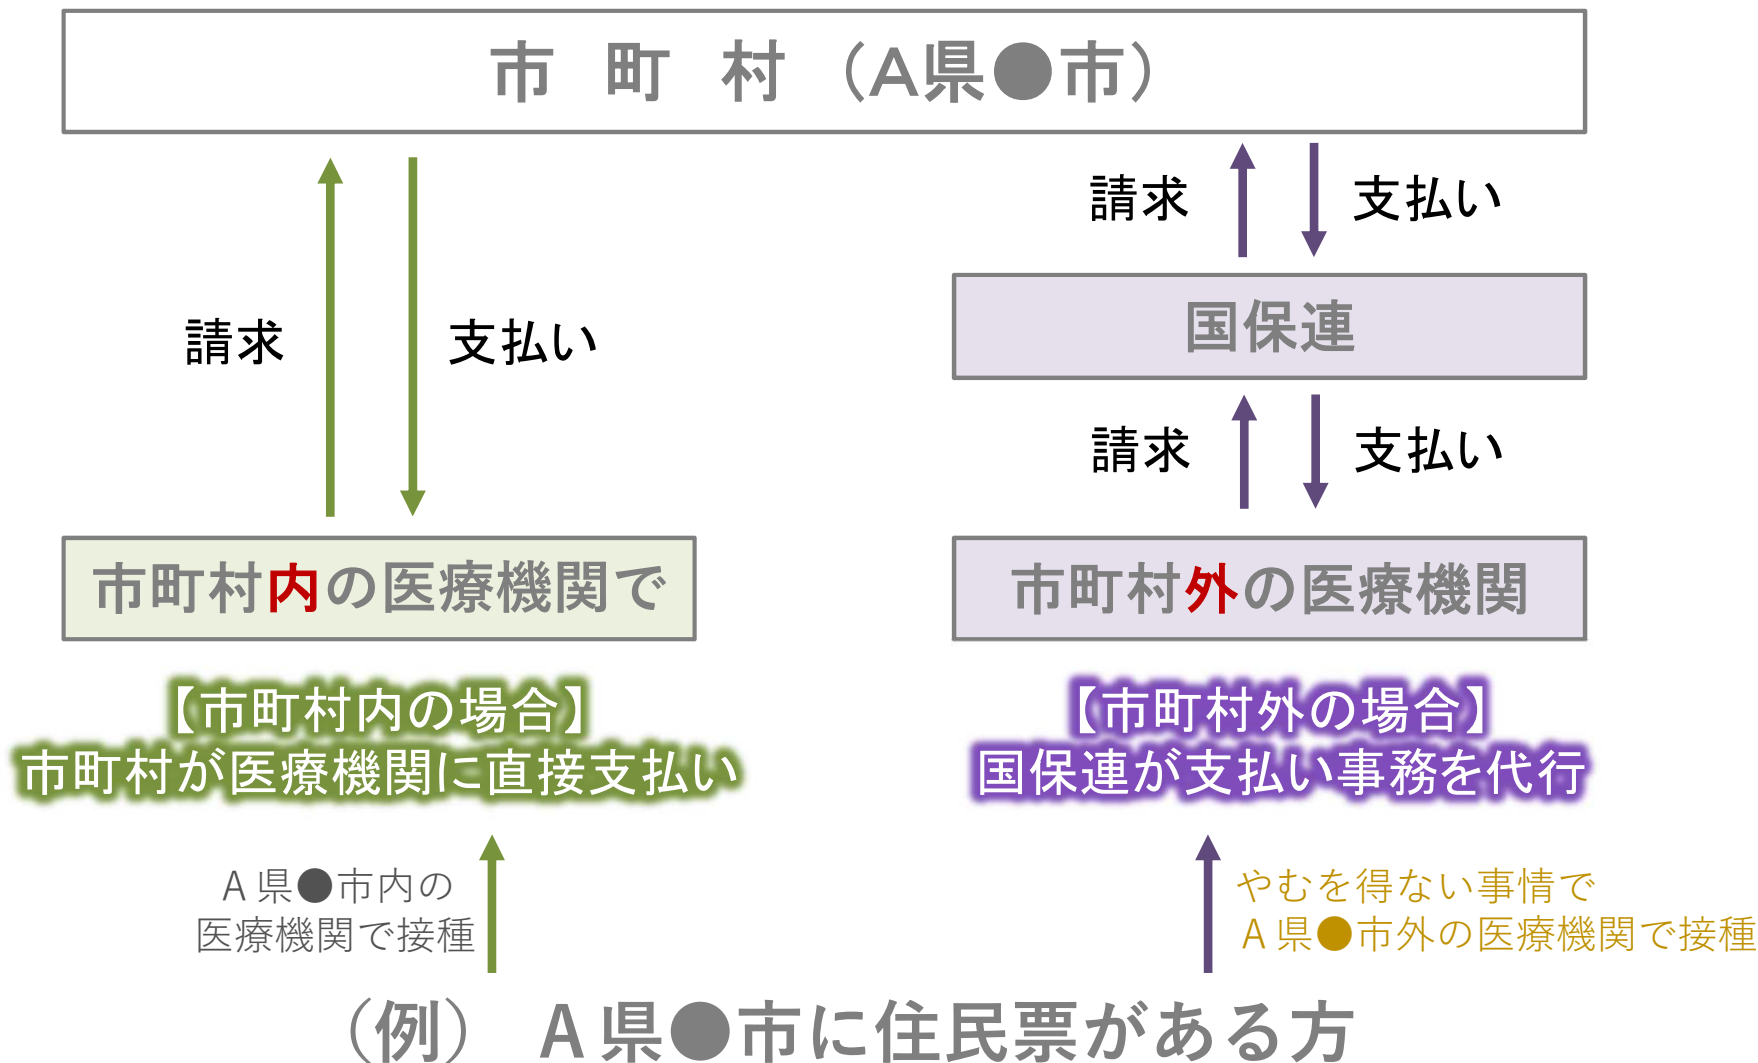 市 町 村 （A県●市）
請求
支払い
国保連
請求
支払い
請求
支払い
市町村内の医療機関で
市町村外の医療機関
【市町村内の場合】
市町村が医療機関に直接支払い
【市町村外の場合】
国保連が支払い事務を代行
A県●市内の
医療機関で接種
やむを得ない事情で
A県●市外の医療機関で接種
（例） A県●市に住民票がある方